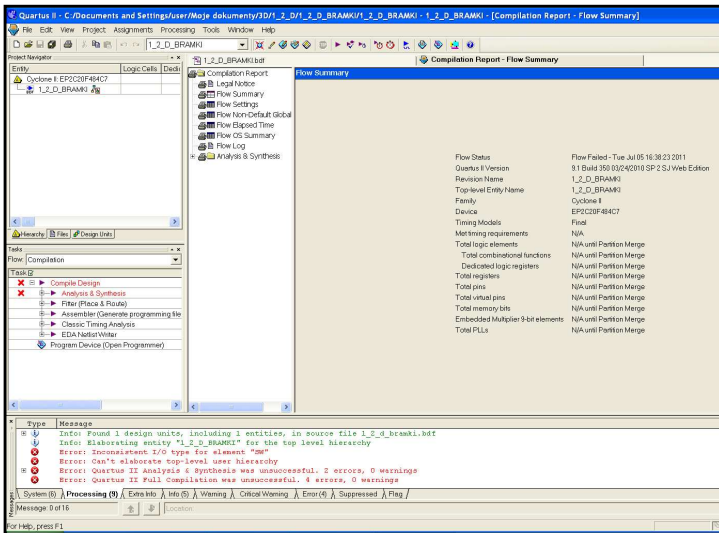 Quartus II - C:/Documents and Settings/user/Moje dokumenty/3D/1_2_D/1_2_D_BRAMKI/1_2_D_BRAMKI - 1_2_D_BRAMKI - [Compilation Report - Flow Summary]
File Edit View Project Assignments Processing Tools Window Help
1_2_D_BRAMKI
Project Navigator
Entity Logic Cells Dedi
Cyclone II: EP2C20F484C7
1_2_D_BRAMKI
Hierarchy Files Design Units
Tasks
Flow: Compilation
Task
Compile Design
Analysis & Synthesis
Fitter (Place & Route)
Assembler (Generate programming file
Classic Timing Analysis
EDA Netlist Writer
Program Device (Open Programmer)
1_2_D_BRAMKI.bdf
Compilation Report - Flow Summary
Compilation Report
Legal Notice
Flow Summary
Flow Settings
Flow Non-Default Global
Flow Elapsed Time
Flow OS Summary
Flow Log
Analysis & Synthesis
Flow Summary
Flow Status Flow Failed - Tue Jul 05 16:38:23 2011
Quartus II Version 9.1 Build 350 03/24/2010 SP 2 SJ Web Edition
Revision Name 1_2_D_BRAMKI
Top-level Entity Name 1_2_D_BRAMKI
Family Cyclone II
Device EP2C20F484C7
Timing Models Final
Met timing requirements N/A
Total logic elements N/A until Partition Merge
Total combinational functions N/A until Partition Merge
Dedicated logic registers N/A until Partition Merge
Total registers N/A until Partition Merge
Total pins N/A until Partition Merge
Total virtual pins N/A until Partition Merge
Total memory bits N/A until Partition Merge
Embedded Multiplier 9-bit elements N/A until Partition Merge
Total PLLs N/A until Partition Merge
Type Message
Info: Found 1 design units, including 1 entities, in source file 1_2_d_bramki.bdf
Info: Elaborating entity "1_2_D_BRAMKI" for the top level hierarchy
Error: Inconsistent I/O type for element "SW"
Error: Can't elaborate top-level user hierarchy
Error: Quartus II Analysis & Synthesis was unsuccessful. 2 errors, 0 warnings
Error: Quartus II Full Compilation was unsuccessful. 4 errors, 0 warnings
System (6) Processing (9) Extra Info Info (5) Warning Critical Warning Error (4) Suppressed Flag
Messages
Message: 0 of 16 Location:
For Help, press F1